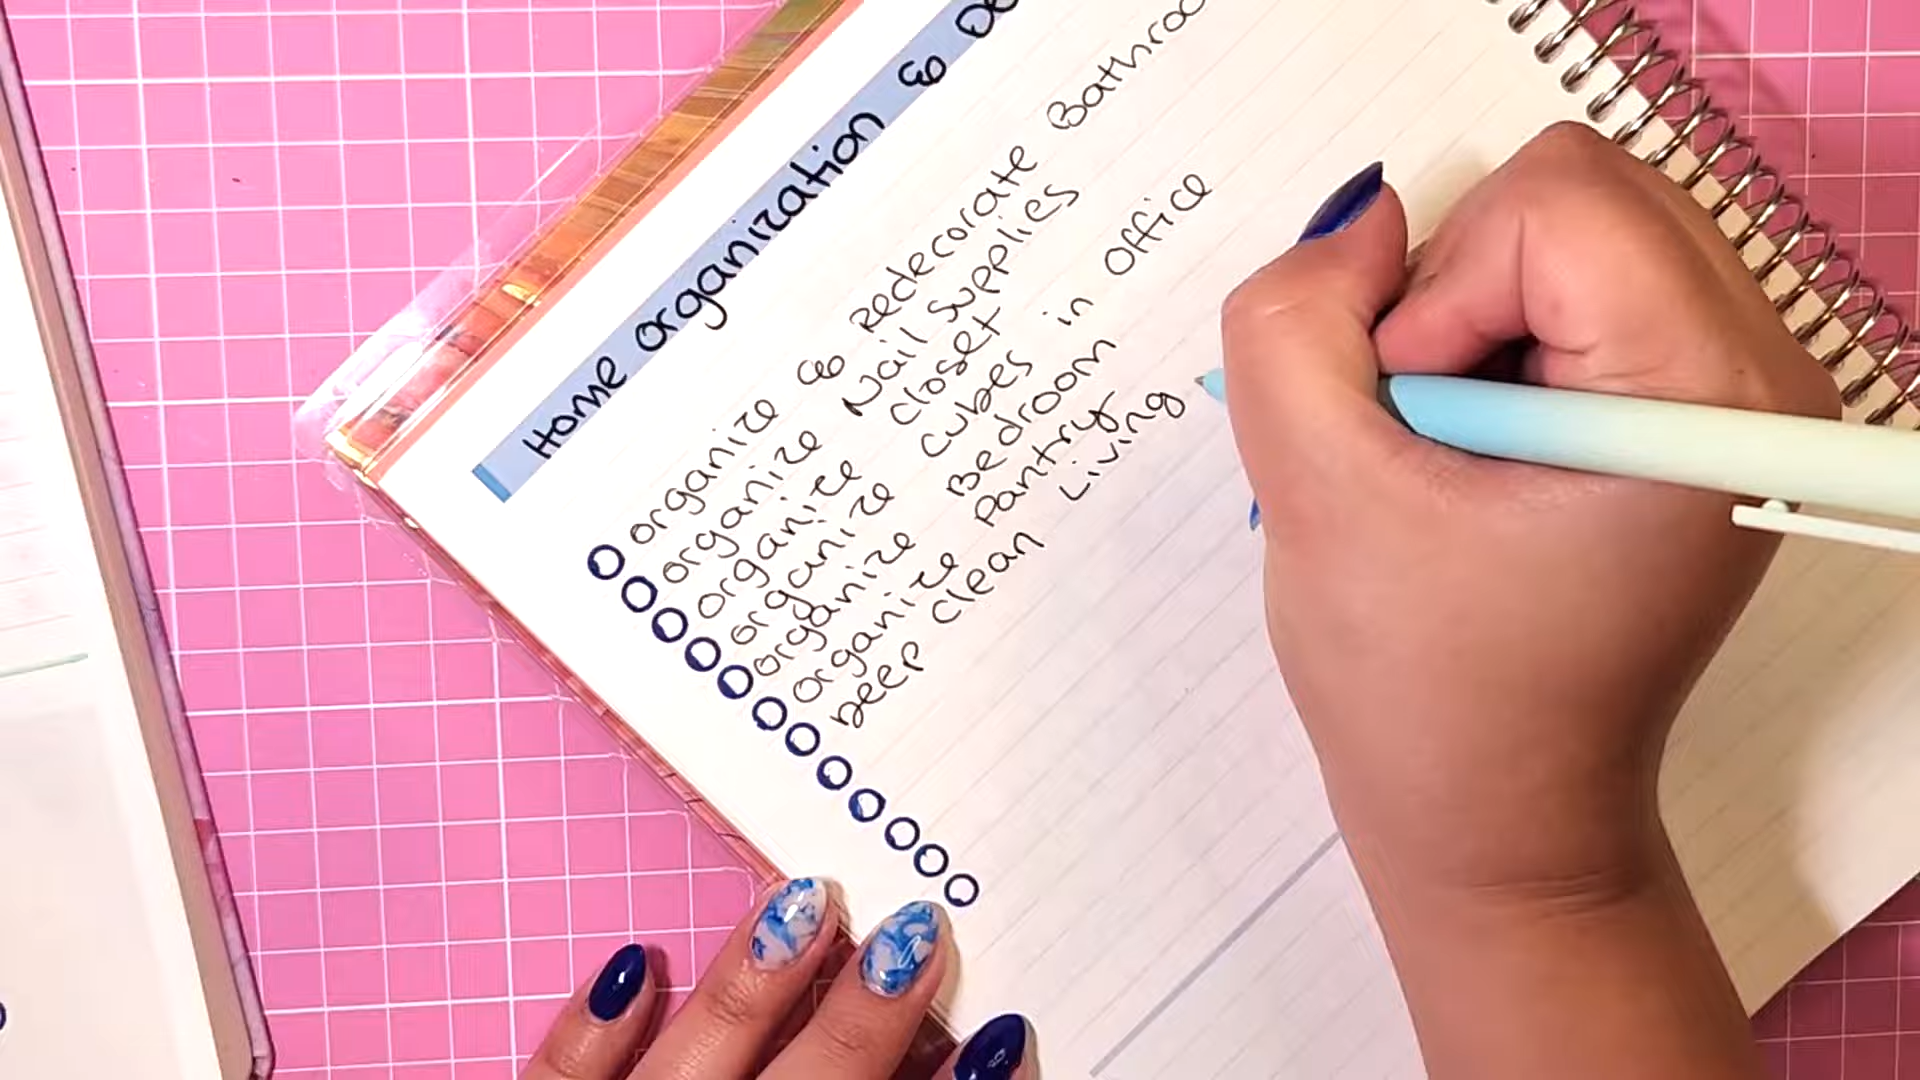 Home organization & De
organize & Redecorate Bathroo
organize Nail Supplies
organize closet
organize cubes in Office
organize Bedroom
organize Pantry
Deep clean Living